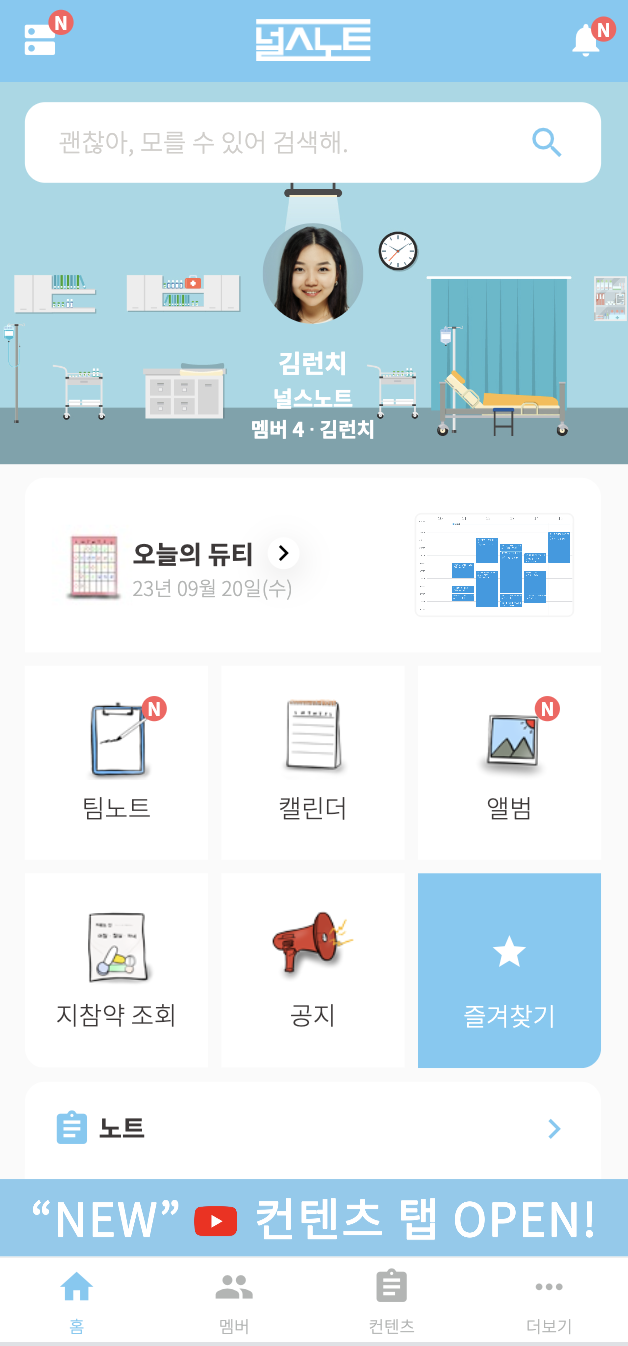 N
널스노트
N
괜찮아, 모를 수 있어 검색해.
김런치
널스노트
멤버 4 · 김런치
오늘의 듀티
23년 09월 20일(수)
N
팀노트
캘린더
N
앨범
지참약 조회
공지
즐겨찾기
노트
“NEW” 컨텐츠 탭 OPEN!
홈
멤버
컨텐츠
더보기